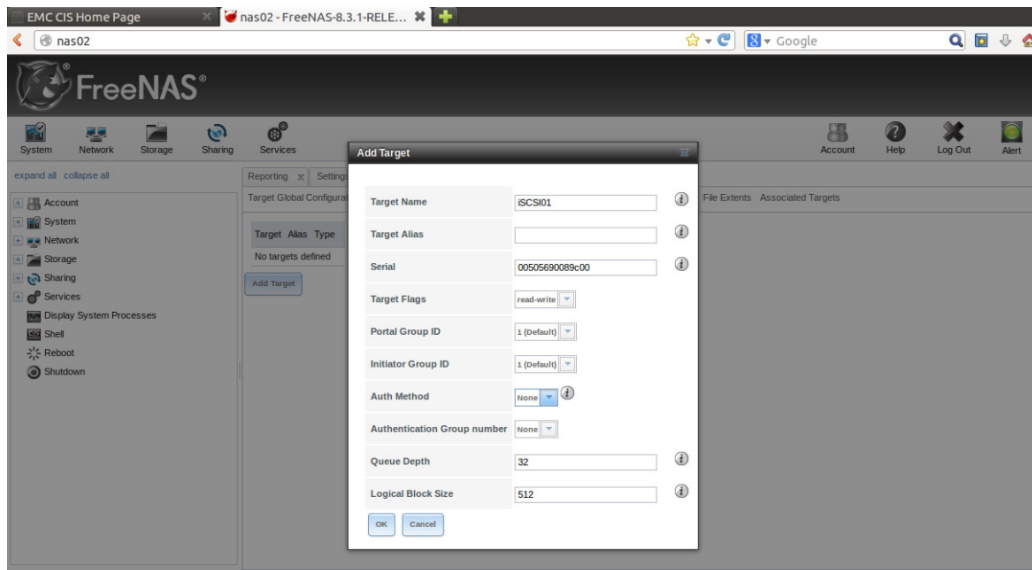 EMC CIS Home Page
nas02 - FreeNAS-8.3.1-RELE...
nas02
Google
FreeNAS®
System Network Storage Sharing Services
Account Help Log Out Alert
expand all collapse all
Account
System
Network
Storage
Sharing
Services
Display System Processes
Shell
Reboot
Shutdown
Reporting x Settings
Target Global Configurat
File Extents Associated Targets
Target Alias Type
No targets defined
Add Target
Add Target
Target Name iSCSI01
Target Alias
Serial 00505690089c00
Target Flags read-write
Portal Group ID 1 (Default)
Initiator Group ID 1 (Default)
Auth Method None
Authentication Group number None
Queue Depth 32
Logical Block Size 512
OK Cancel